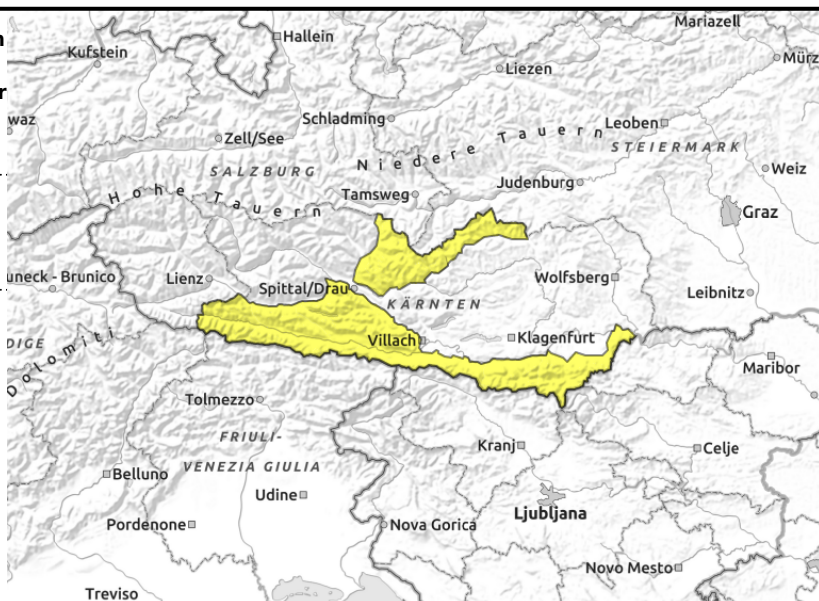 Mariazell
Hallein
Kufstein
Liezen
Mürz
Schladming
Leoben
waz
Zell/See
Niedere Tauern
STEIERMARK
SALZBURG
Weiz
Hohe Tauern
Tamsweg
Judenburg
Graz
uneck - Brunico
Lienz
Spittal/Drau
KÄRNTEN
Wolfsberg
Leibnitz
DIGE
Dolomiti
Villach
Klagenfurt
Maribor
Tolmezzo
FRIULI-
VENEZIA GIULIA
Kranj
Celje
Belluno
Udine
Ljubljana
Pordenone
Nova Gorica
Novo Mesto
Treviso